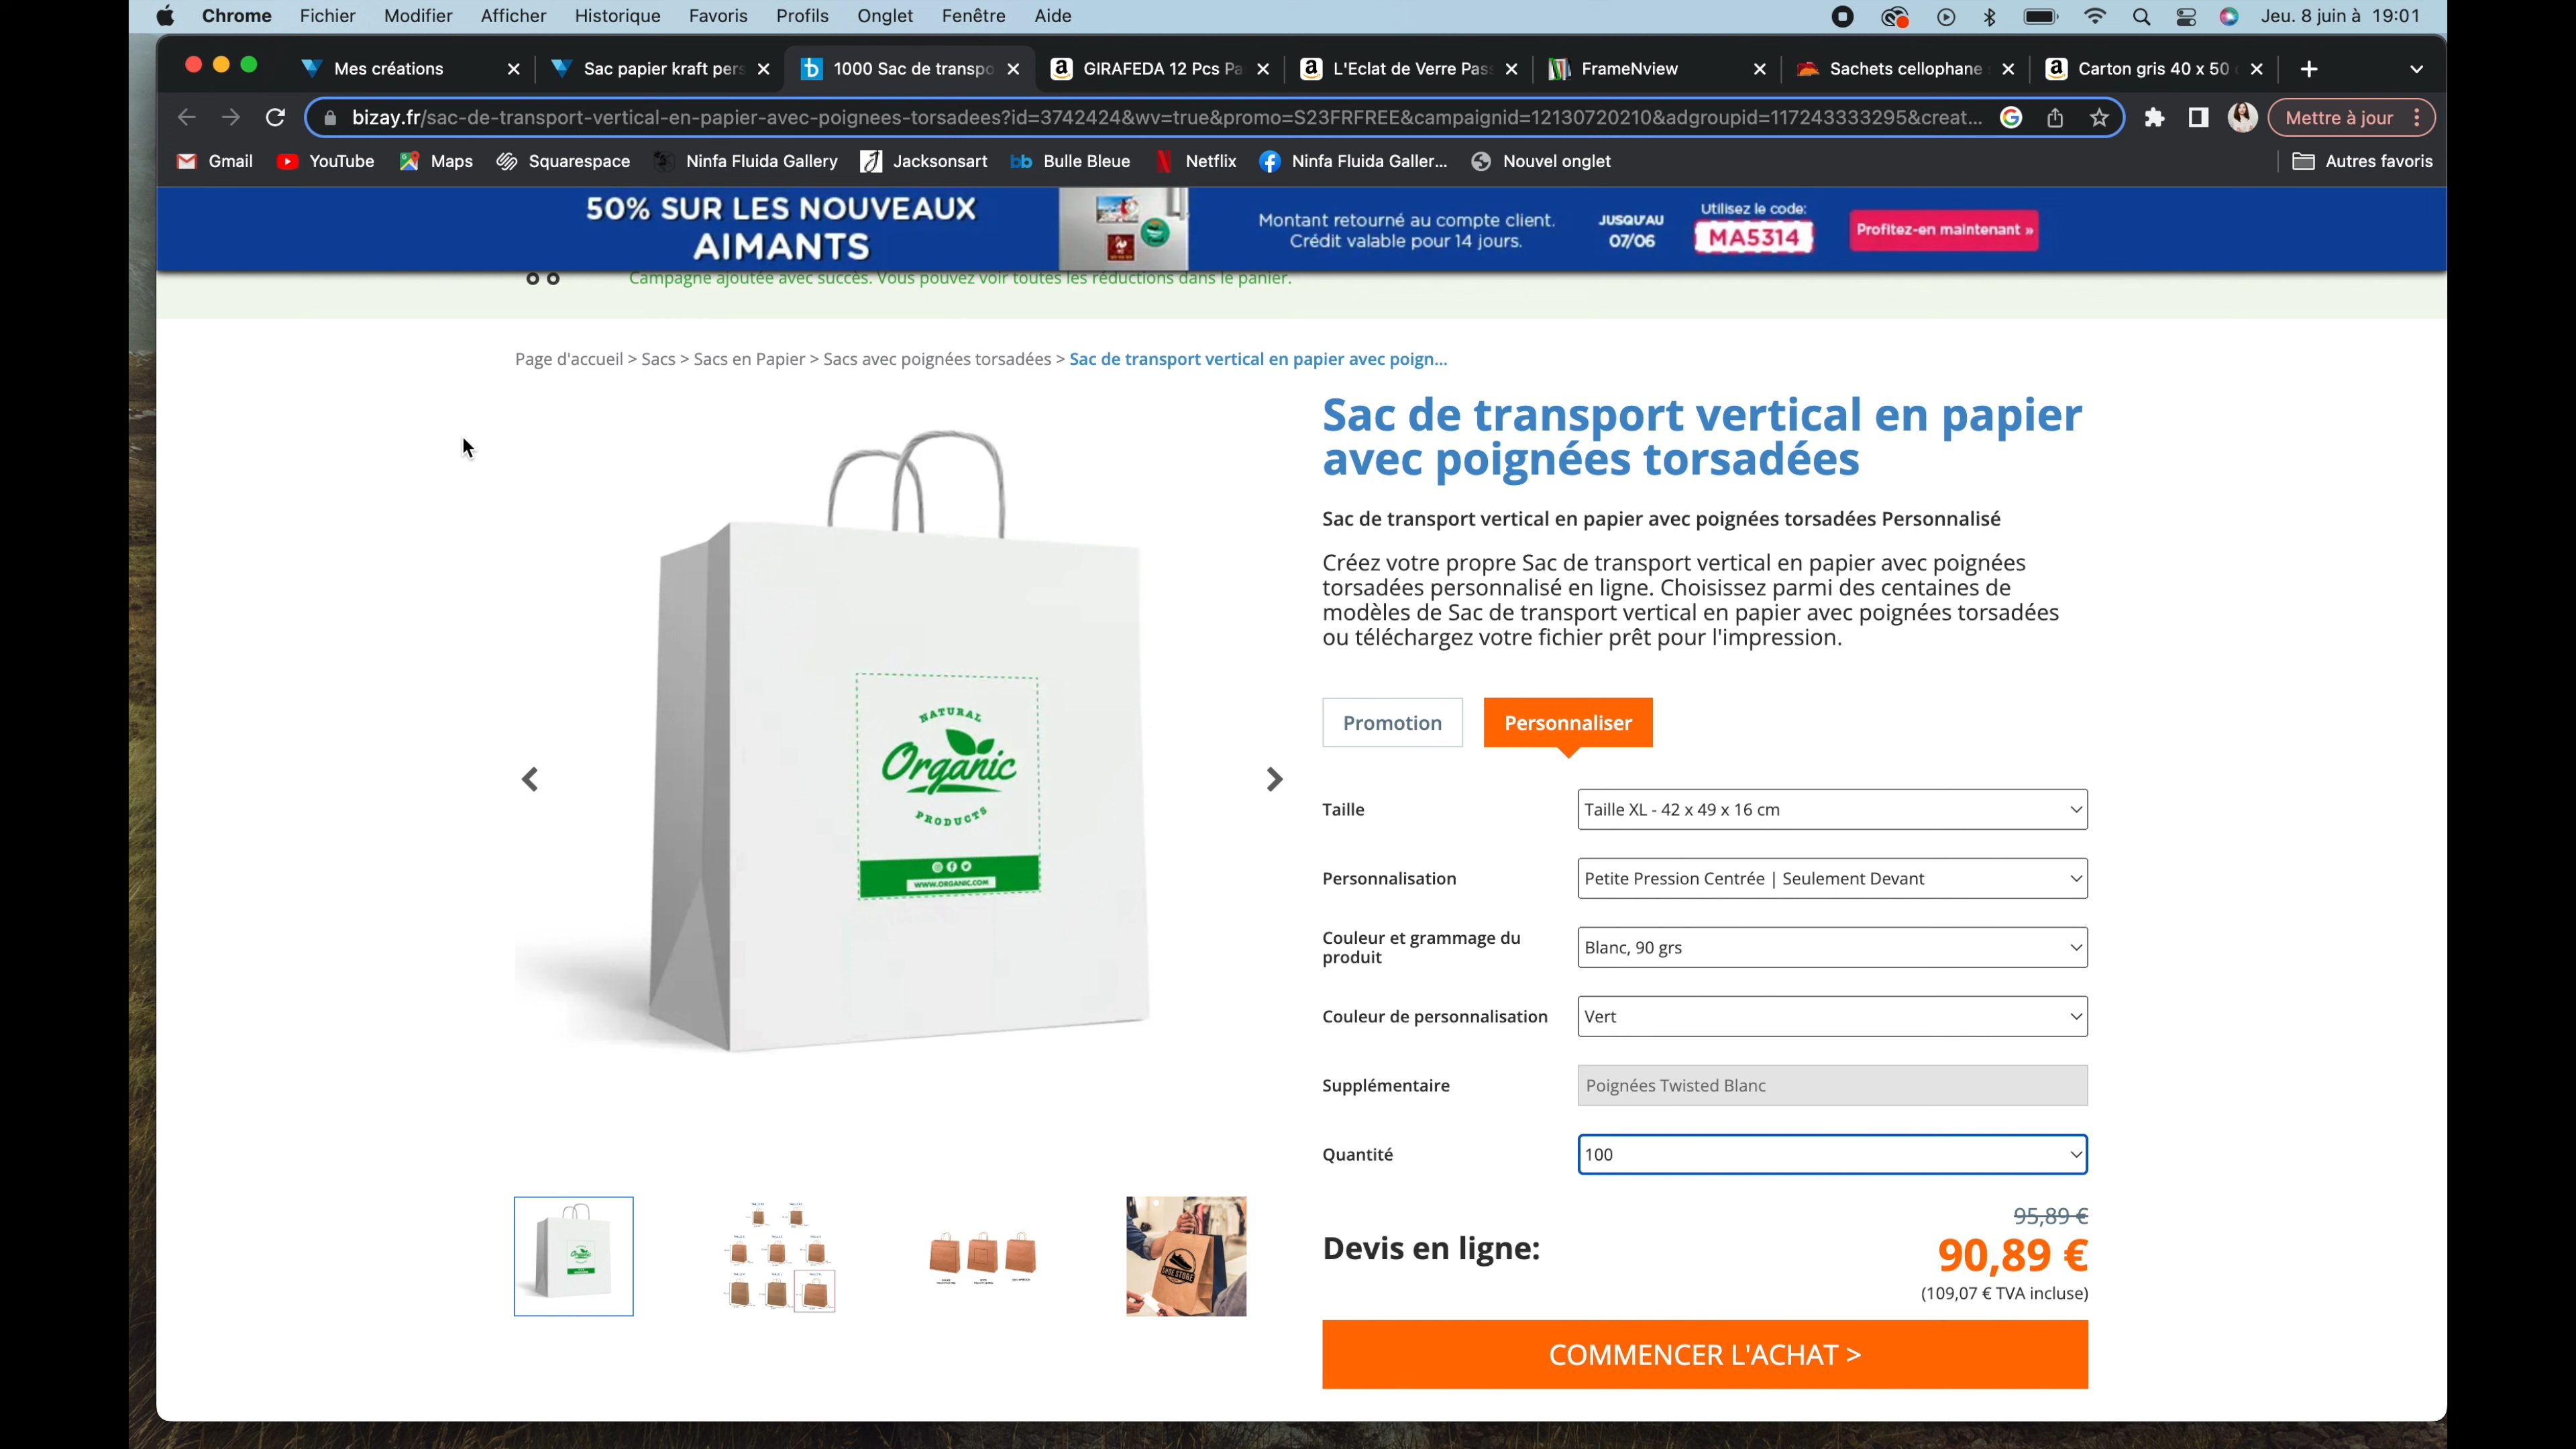 Chrome Fichier Modifier Afficher Historique Favoris Profils Onglet Fenêtre Aide Jeu. 8 juin à 19:01
Mes créations Sac papier kraft pers 1000 Sac de transpo GIRAFEDA 12 Pcs Pa L'Eclat de Verre Pas FrameNview Sachets cellophane Carton gris 40 x 50
bizay.fr/sac-de-transport-vertical-en-papier-avec-poignees-torsadees?id=3742424&wv=true&promo=S23FRFREE&campaignid=12130720210&adgroupid=117243333295&creat... Mettre à jour
Gmail YouTube Maps Squarespace Ninfa Fluida Gallery Jacksonsart Bulle Bleue Netflix Ninfa Fluida Galler... Nouvel onglet Autres favoris
50% SUR LES NOUVEAUX
AIMANTS
Montant retourné au compte client.
Crédit valable pour 14 jours.
JUSQU'AU
07/06
Utilisez le code:
MA5314
Profitez-en maintenant »
Campagne ajoutée avec succès. Vous pouvez voir toutes les réductions dans le panier.
Page d'accueil > Sacs > Sacs en Papier > Sacs avec poignées torsadées > Sac de transport vertical en papier avec poign...
Sac de transport vertical en papier
avec poignées torsadées
Sac de transport vertical en papier avec poignées torsadées Personnalisé
Créez votre propre Sac de transport vertical en papier avec poignées
torsadées personnalisé en ligne. Choisissez parmi des centaines de
modèles de Sac de transport vertical en papier avec poignées torsadées
ou téléchargez votre fichier prêt pour l'impression.
NATURAL
Organic
PRODUCTS
WWW.ORGANIC.COM
Promotion Personnaliser
Taille Taille XL - 42 x 49 x 16 cm
Personnalisation Petite Pression Centrée | Seulement Devant
Couleur et grammage du
produit
Blanc, 90 grs
Couleur de personnalisation Vert
Supplémentaire Poignées Twisted Blanc
Quantité 100
95,89 €
Devis en ligne: 90,89 €
(109,07 € TVA incluse)
COMMENCER L'ACHAT >
SHOE STORE